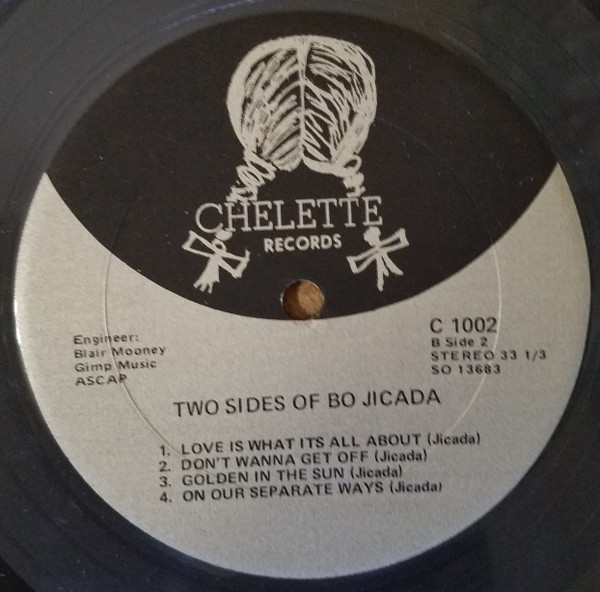 CHELETTE
RECORDS
Engineer:
Blair Mooney
Gimp Music
ASCAP
C 1002
B Side 2
STEREO 33 1/3
SO 13683
TWO SIDES OF BO JICADA
1. LOVE IS WHAT ITS ALL ABOUT (Jicada)
2. DON'T WANNA GET OFF (Jicada)
3. GOLDEN IN THE SUN (Jicada)
4. ON OUR SEPARATE WAYS (Jicada)